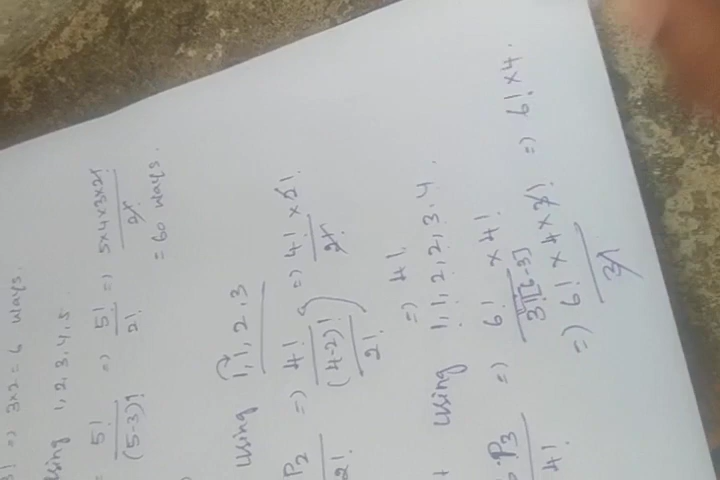 3! => 3×2 = 6 ways.
using 1, 2, 3, 4, 5.
= 5!/(5-3)! => 5!/2! => 5×4×3×2!/2!
= 60 ways.
using 1, 1, 2, 3
P2/2! => 4!/(4-2)!/2! => 4!/2! × 2!
=> 4!
using 1, 1, 2, 2, 3, 4.
P3/4! => 6!/3![6-3] × 4!
=> 6! × 4 × 3!/3! => 6! × 4.